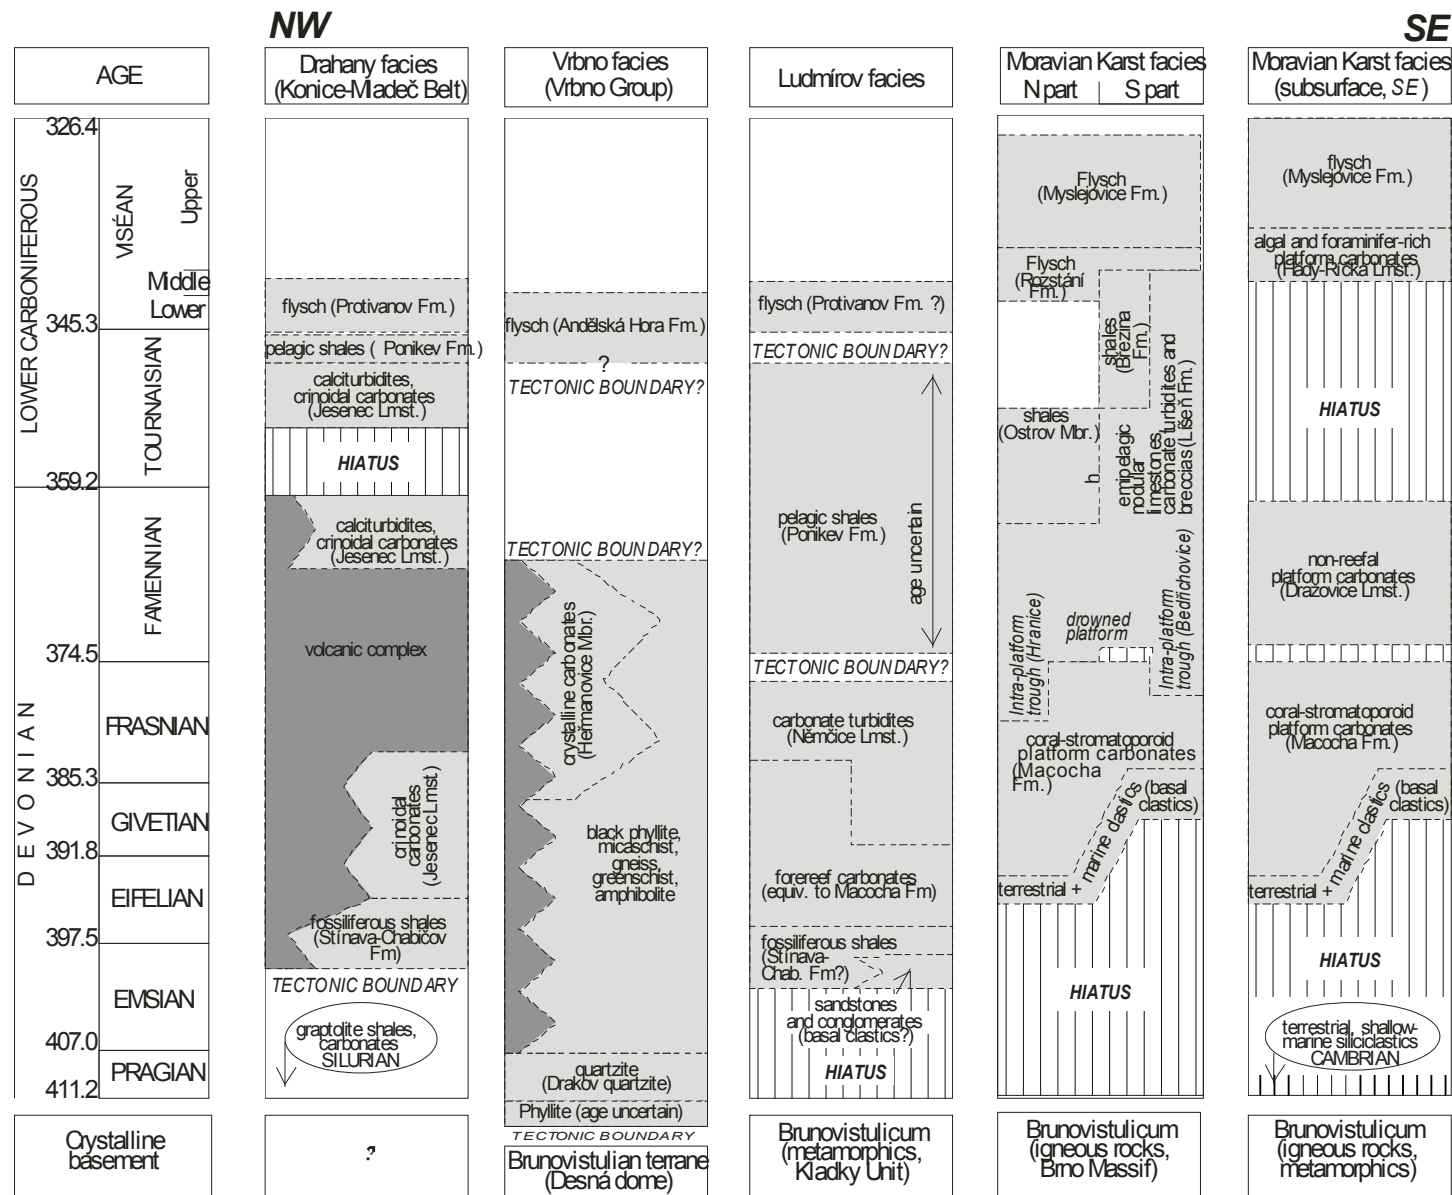 NW
SE
AGE
Drahany facies
(Konice-Mladeč Belt)
Vrbno facies
(Vrbno Group)
Ludmírov facies
Moravian Karst facies
N part
S part
Moravian Karst facies
(subsurface, SE)
326.4
345.3
359.2
374.5
385.3
391.8
397.5
407.0
411.2
LOWER CARBONIFEROUS
DEVONIAN
VISÉAN
Upper
Middle
Lower
TOURNAISIAN
FAMENNIAN
FRASNIAN
GIVETIAN
EIFELIAN
EMSIAN
PRAGIAN
Crystalline
basement
flysch (Protivanov Fm.)
pelagic shales ( Ponikev Fm.)
calciturbidites,
crinoidal carbonates
(Jesenec Lmst.)
HIATUS
calciturbidites,
crinoidal carbonates
(Jesenec Lmst.)
volcanic complex
crinoidal
carbonates
(Jesenec Lmst.)
fossiliferous shales
(Stínava-Chabičov
Fm)
TECTONIC BOUNDARY
graptolite shales,
carbonates
SILURIAN
?
flysch (Andělská Hora Fm.)
?
TECTONIC BOUNDARY?
TECTONIC BOUNDARY?
crystalline carbonates
(Heřmanovice Mbr.)
black phyllite,
micaschist,
gneiss,
greenschist,
amphibolite
quartzite
(Drakov quartzite)
Phyllite (age uncertain)
TECTONIC BOUNDARY
Brunovistulian terrane
(Desná dome)
flysch (Protivanov Fm. ?)
TECTONIC BOUNDARY?
pelagic shales
(Ponikev Fm.)
age uncertain
TECTONIC BOUNDARY?
carbonate turbidites
(Němčice Lmst.)
forereef carbonates
(equiv. to Macocha Fm)
fossiliferous shales
(Stínava-
Chab. Fm?)
sandstones
and conglomerates
(basal clastics?)
HIATUS
Brunovistulicum
(metamorphics,
Kladky Unit)
Flysch
(Myslejovice Fm.)
Flysch
(Rozstání
Fm.)
shales
(Březina
Fm.)
shales
(Ostrov Mbr.)
h
emipelagic
nodular
limestones
carbonate turbidites and
breccias (Líšeň Fm.)
Intra-platform
trough (Hranice)
drowned
platform
Intra-platform
trough (Bedřichovice)
coral-stromatoporoid
platform carbonates
(Macocha
Fm.)
terrestrial +
marine clastics
(basal
clastics)
HIATUS
Brunovistulicum
(igneous rocks,
Brno Massif)
flysch
(Myslejovice Fm.)
algal and foraminifer-rich
platform carbonates
(Hády-Říčka Lmst.)
HIATUS
non-reefal
platform carbonates
(Dražovice Lmst.)
coral-stromatoporoid
platform carbonates
(Macocha Fm.)
terrestrial +
marine clastics
(basal
clastics)
HIATUS
terrestrial, shallow-
marine siliciclastics
CAMBRIAN
Brunovistulicum
(igneous rocks,
metamorphics)